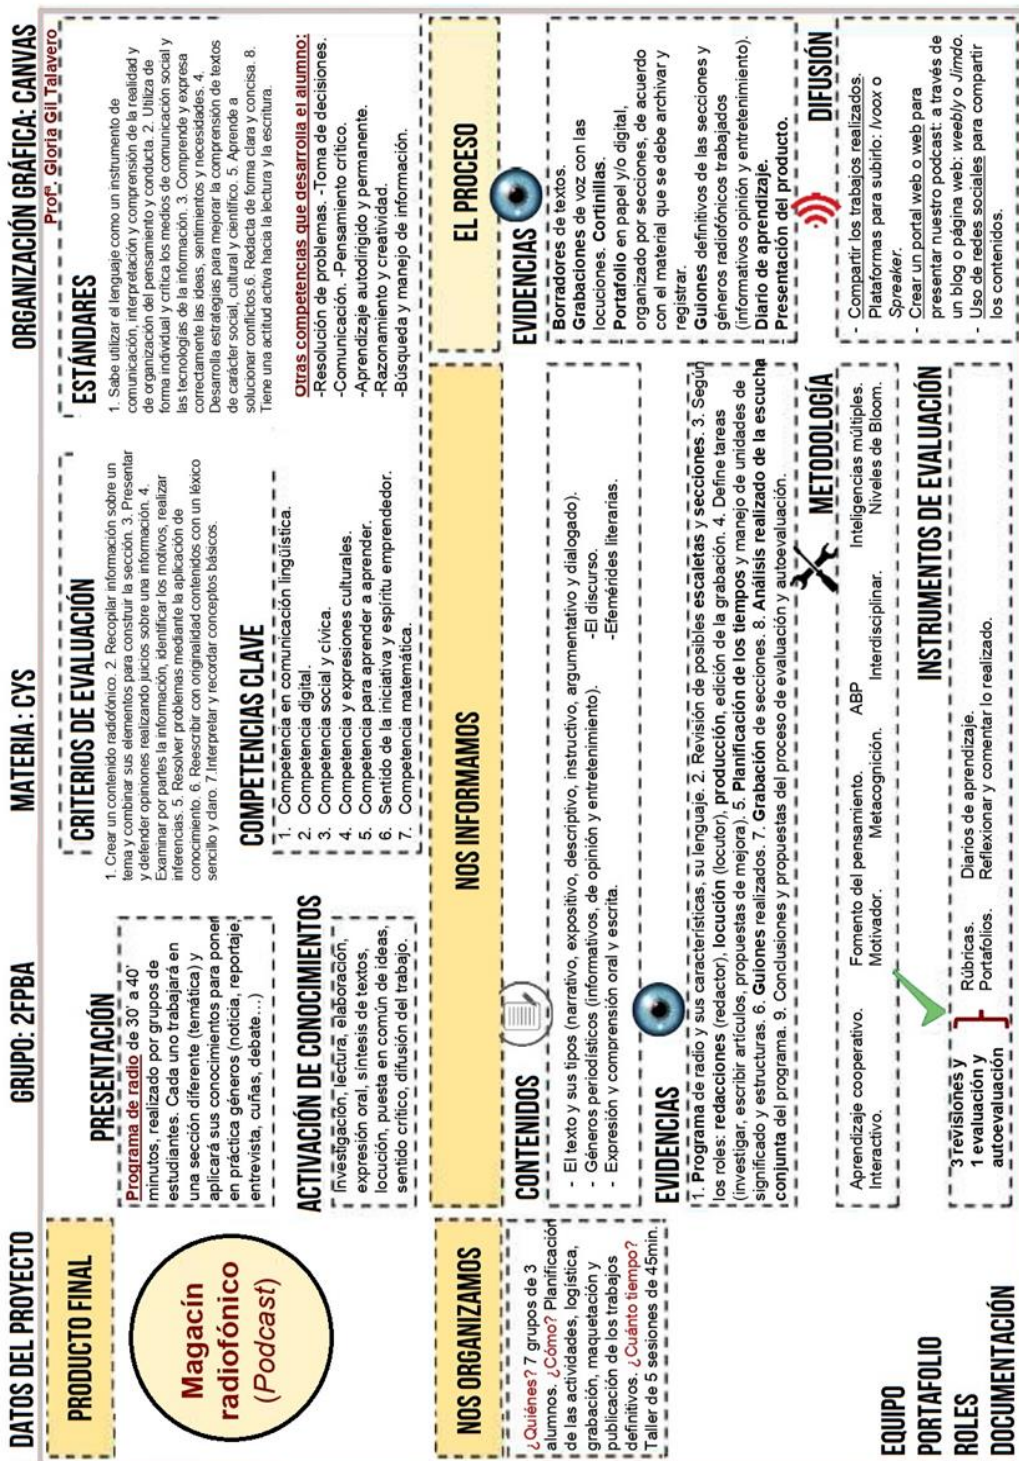 DATOS DEL PROYECTO
GRUPO: 2FPBA
MATERIA: CYS
ORGANIZACIÓN GRÁFICA: CANVAS
Profª. Gloria Gil Talavero
PRODUCTO FINAL
Magacín
radiofónico
(Podcast)
PRESENTACIÓN
Programa de radio de 30' a 40'
minutos, realizado por grupos de
estudiantes. Cada uno trabajará en
una sección diferente (temática) y
aplicará sus conocimientos para poner
en práctica géneros (noticia, reportaje,
entrevista, cuñas, debate…)
ACTIVACIÓN DE CONOCIMIENTOS
Investigación, lectura, elaboración,
expresión oral, síntesis de textos,
locución, puesta en común de ideas,
sentido crítico, difusión del trabajo.
CRITERIOS DE EVALUACIÓN
1. Crear un contenido radiofónico. 2. Recopilar información sobre un
tema y combinar sus elementos para construir la sección. 3. Presentar
y defender opiniones realizando juicios sobre una información. 4.
Examinar por partes la información, identificar los motivos, realizar
inferencias. 5. Resolver problemas mediante la aplicación de
conocimiento. 6. Reescribir con originalidad contenidos con un léxico
sencillo y claro. 7.Interpretar y recordar conceptos básicos.
COMPETENCIAS CLAVE
1. Competencia en comunicación lingüística.
2. Competencia digital.
3. Competencia social y cívica.
4. Competencia y expresiones culturales.
5. Competencia para aprender a aprender.
6. Sentido de la iniciativa y espíritu emprendedor.
7. Competencia matemática.
ESTÁNDARES
1. Sabe utilizar el lenguaje como un instrumento de
comunicación, interpretación y comprensión de la realidad y
de organización del pensamiento y conducta. 2. Utiliza de
forma individual y crítica los medios de comunicación social y
las tecnologías de la información. 3. Comprende y expresa
correctamente las ideas, sentimientos y necesidades. 4.
Desarrolla estrategias para mejorar la comprensión de textos
de carácter social, cultural y científico. 5. Aprende a
solucionar conflictos.6. Redacta de forma clara y concisa. 8.
Tiene una actitud activa hacia la lectura y la escritura.
Otras competencias que desarrolla el alumno:
-Resolución de problemas. -Toma de decisiones.
-Comunicación. -Pensamiento crítico.
-Aprendizaje autodirigido y permanente.
-Razonamiento y creatividad.
-Búsqueda y manejo de información.
NOS ORGANIZAMOS
¿Quiénes? 7 grupos de 3
alumnos. ¿Cómo? Planificación
de las actividades, logística,
grabación, maquetación y
publicación de los trabajos
definitivos. ¿Cuánto tiempo?
Taller de 5 sesiones de 45min.
NOS INFORMAMOS
CONTENIDOS
- El texto y sus tipos (narrativo, expositivo, descriptivo, instructivo, argumentativo y dialogado).
- Géneros periodísticos (informativos, de opinión y entretenimiento). -El discurso.
- Expresión y comprensión oral y escrita. -Efemérides literarias.
EVIDENCIAS
1. Programa de radio y sus características, su lenguaje. 2. Revisión de posibles escaletas y secciones. 3. Según
los roles: redacciones (redactor), locución (locutor), producción, edición de la grabación. 4. Define tareas
(investigar, escribir artículos, propuestas de mejora). 5. Planificación de los tiempos y manejo de unidades de
significado y estructuras. 6. Guiones realizados. 7. Grabación de secciones. 8. Análisis realizado de la escucha
conjunta del programa. 9. Conclusiones y propuestas del proceso de evaluación y autoevaluación.
METODOLOGÍA
Aprendizaje cooperativo. Fomento del pensamiento. ABP Inteligencias múltiples.
Interactivo. Motivador. Metacognición. Interdisciplinar. Niveles de Bloom.
INSTRUMENTOS DE EVALUACIÓN
3 revisiones y
1 evaluación y
autoevaluación
Rúbricas. Diarios de aprendizaje.
Portafolios. Reflexionar y comentar lo realizado.
EL PROCESO
EVIDENCIAS
- Borradores de textos.
- Grabaciones de voz con las
locuciones. Cortinillas.
- Portafolio en papel y/o digital,
organizado por secciones, de acuerdo
con el material que se debe archivar y
registrar.
- Guiones definitivos de las secciones y
géneros radiofónicos trabajados
(informativos opinión y entretenimiento).
- Diario de aprendizaje.
- Presentación del producto.
DIFUSIÓN
- Compartir los trabajos realizados.
Plataformas para subirlo: Ivoox o
Spreaker.
- Crear un portal web o web para
presentar nuestro podcast: a través de
un blog o página web: weebly o Jimdo.
- Uso de redes sociales para compartir
los contenidos.
EQUIPO
PORTAFOLIO
ROLES
DOCUMENTACIÓN